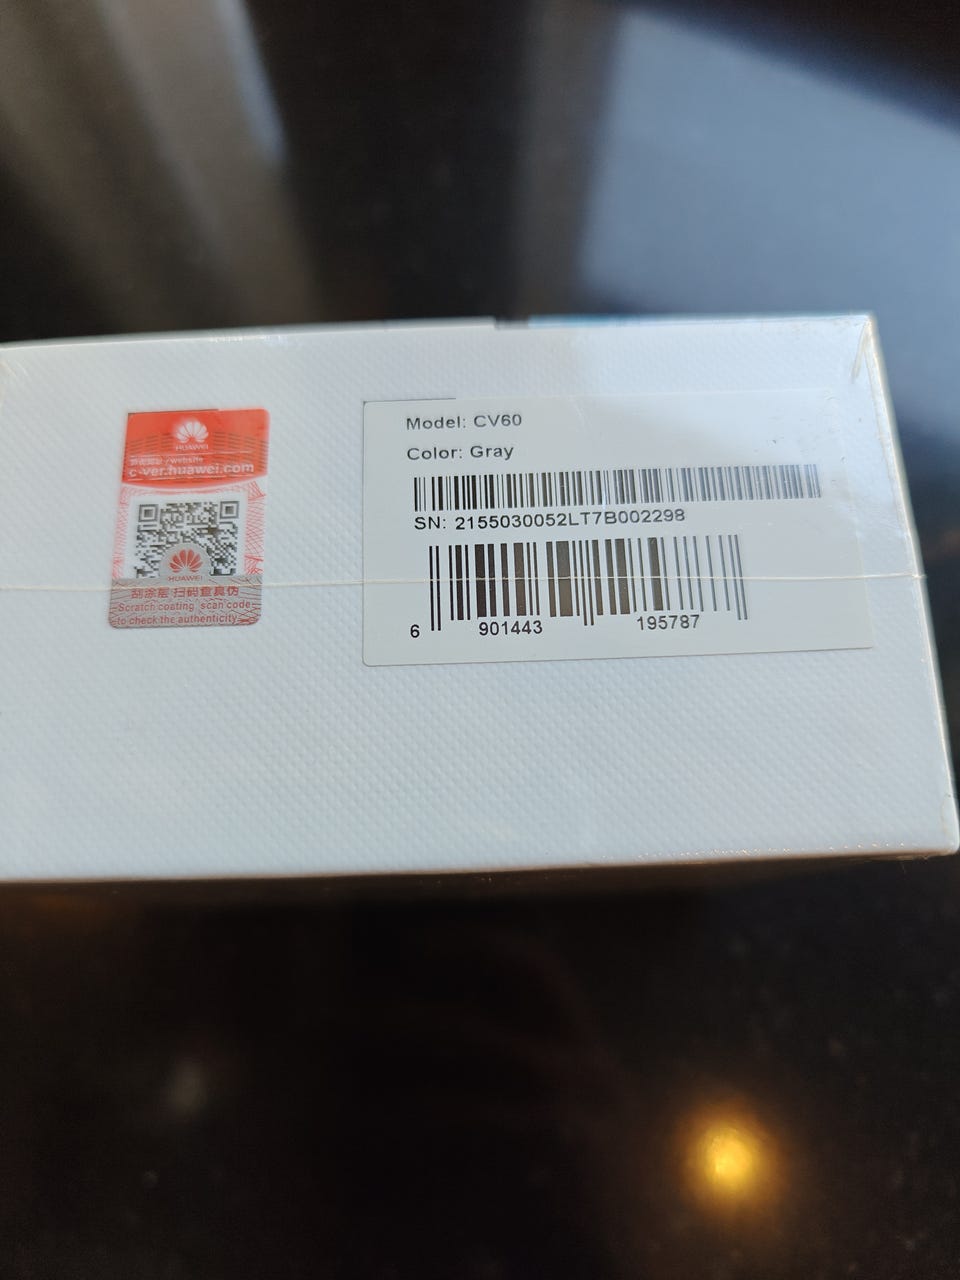 HUAWEI
/ website
c-ver.huawei.com
HUAWEI
刮涂层 扫码查真伪
Scratch coating scan code
to check the authenticity
Model: CV60
Color: Gray
SN: 2155030052LT7B002298
6 901443 195787